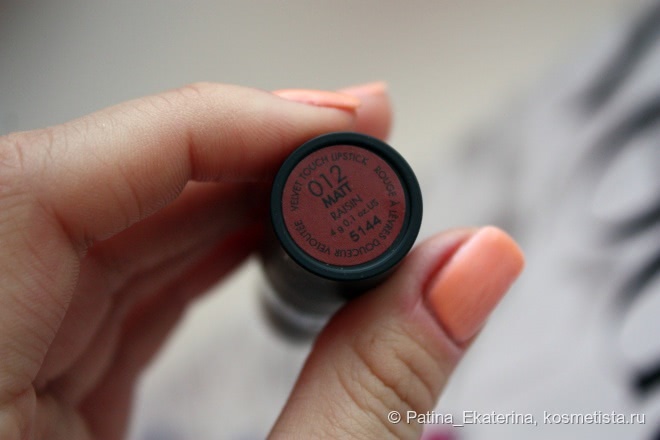 VELVET TOUCH LIPSTICK ROUGE À LÈVRES DOUCEUR VELOUTÉE
012
MATT
RAISIN
4 g 0.1 oz.US
5144
© Patina_Ekaterina, kosmetista.ru